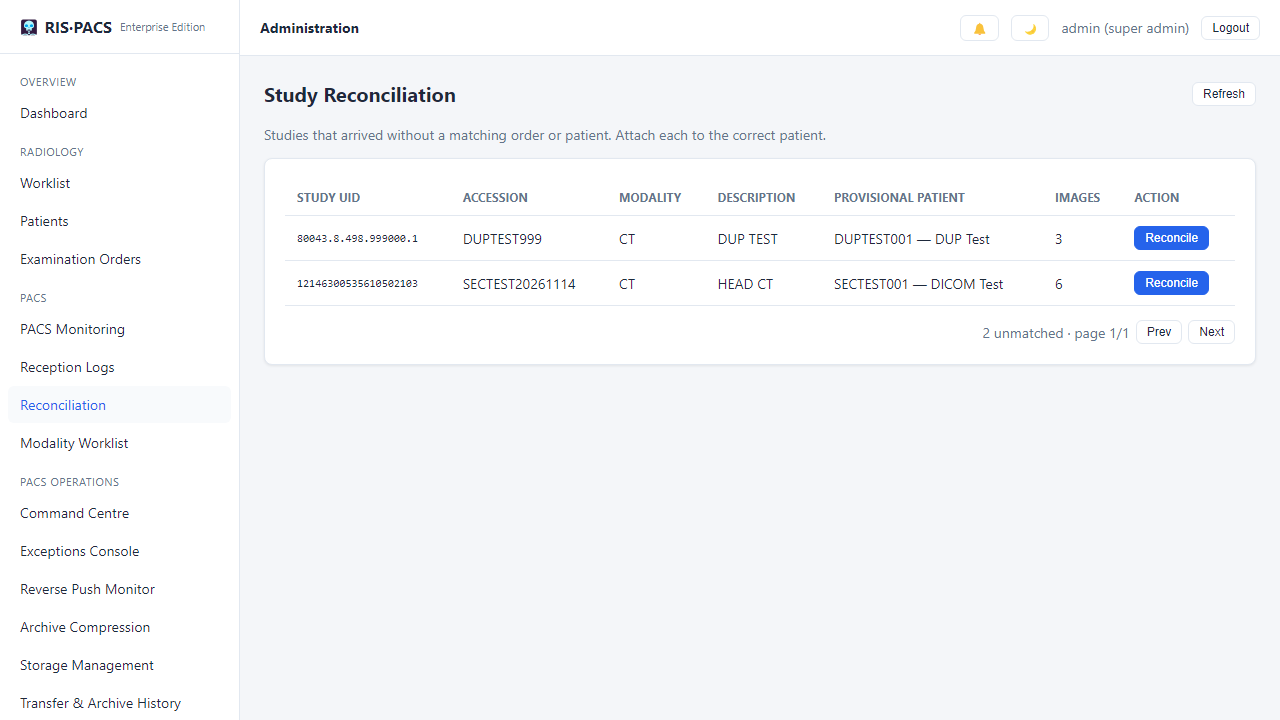 RIS·PACS Enterprise Edition
Administration
admin (super admin)
Logout
OVERVIEW
Dashboard
RADIOLOGY
Worklist
Patients
Examination Orders
PACS
PACS Monitoring
Reception Logs
Reconciliation
Modality Worklist
PACS OPERATIONS
Command Centre
Exceptions Console
Reverse Push Monitor
Archive Compression
Storage Management
Transfer & Archive History
Study Reconciliation
Refresh
Studies that arrived without a matching order or patient. Attach each to the correct patient.
STUDY UID ACCESSION MODALITY DESCRIPTION PROVISIONAL PATIENT IMAGES ACTION
80043.8.498.999000.1 DUPTEST999 CT DUP TEST DUPTEST001 — DUP Test 3 Reconcile
12146300535610502103 SECTEST20261114 CT HEAD CT SECTEST001 — DICOM Test 6 Reconcile
2 unmatched · page 1/1 Prev Next